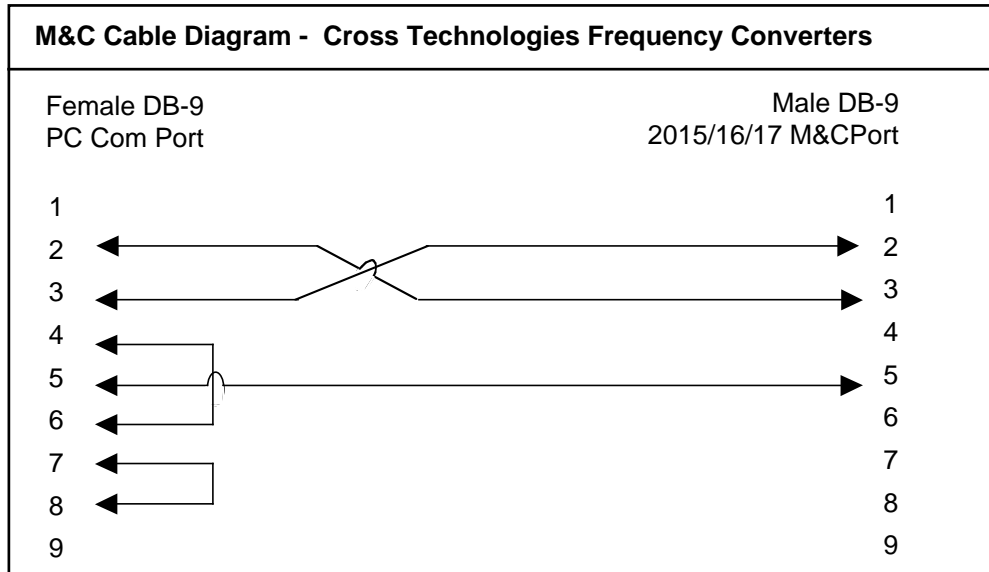 M&C Cable Diagram - Cross Technologies Frequency Converters
Female DB-9
PC Com Port
Male DB-9
2015/16/17 M&CPort
1 1
2 2
3 3
4 4
5 5
6 6
7 7
8 8
9 9